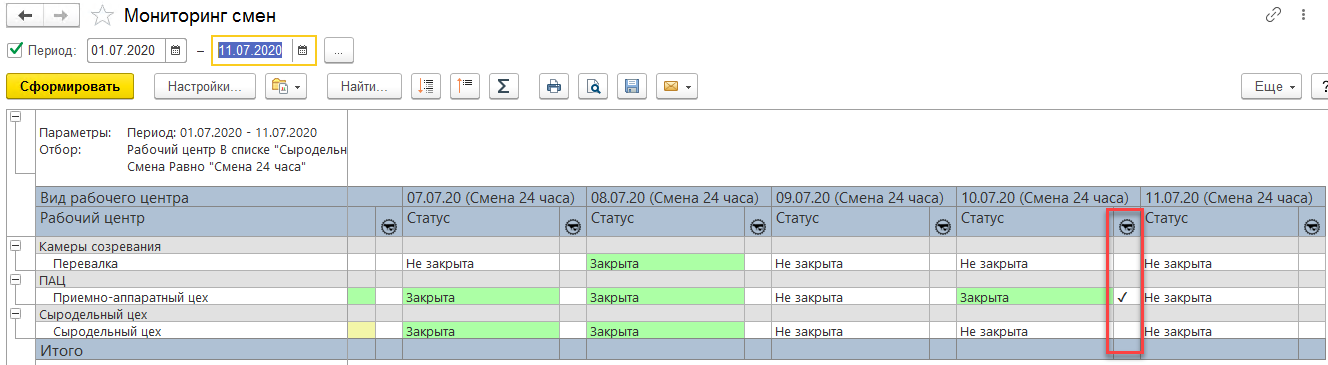 Мониторинг смен
Период: 01.07.2020 – 11.07.2020 ...
Сформировать Настройки... Найти... Σ Еще ?
Параметры: Период: 01.07.2020 - 11.07.2020
Отбор: Рабочий центр В списке "Сыродельн
Смена Равно "Смена 24 часа"
Вид рабочего центра 07.07.20 (Смена 24 часа) 08.07.20 (Смена 24 часа) 09.07.20 (Смена 24 часа) 10.07.20 (Смена 24 часа) 11.07.20 (Смена 24 часа)
Рабочий центр Статус Статус Статус Статус Статус
Камеры созревания
Перевалка Не закрыта Закрыта Не закрыта Не закрыта Не закрыта
ПАЦ
Приемно-аппаратный цех Закрыта Закрыта Не закрыта Закрыта ✓ Не закрыта
Сыродельный цех
Сыродельный цех Закрыта Закрыта Не закрыта Не закрыта Не закрыта
Итого